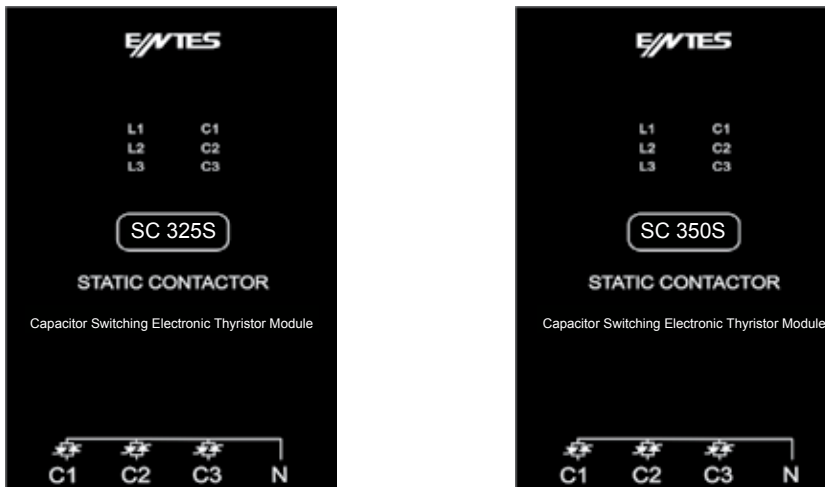 ENTES
L1 C1
L2 C2
L3 C3
SC 325S
STATIC CONTACTOR
Capacitor Switching Electronic Thyristor Module
C1 C2 C3 N
ENTES
L1 C1
L2 C2
L3 C3
SC 350S
STATIC CONTACTOR
Capacitor Switching Electronic Thyristor Module
C1 C2 C3 N